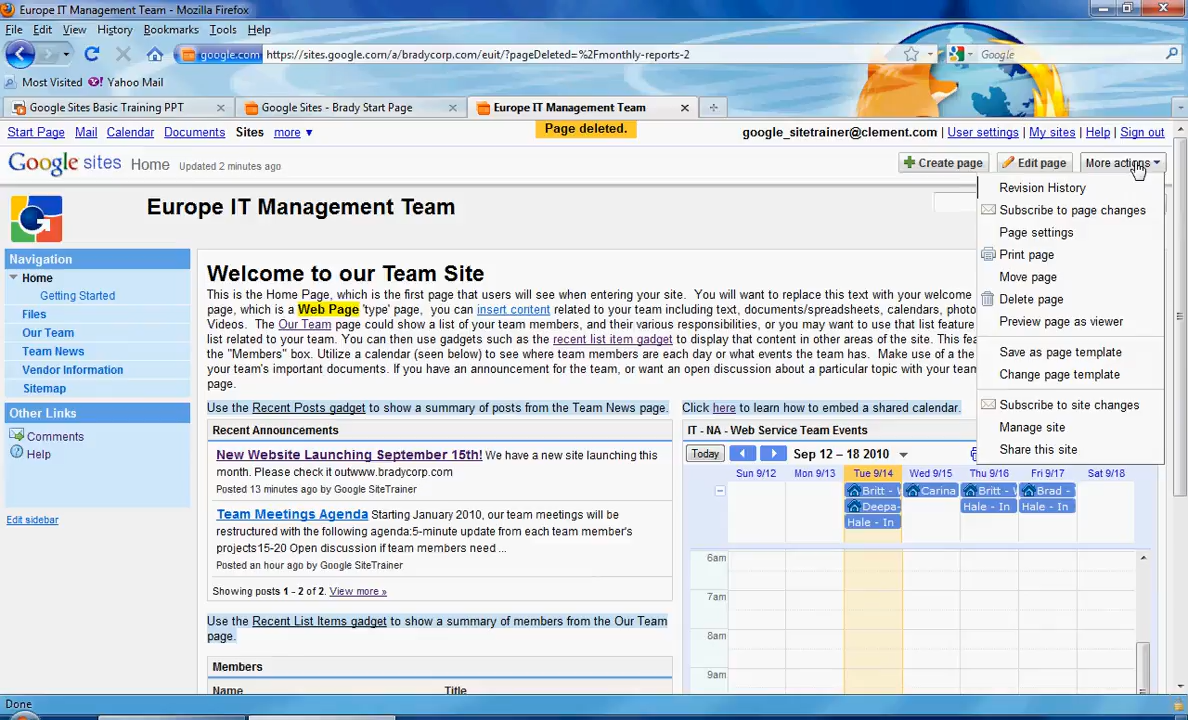 Europe IT Management Team - Mozilla Firefox
File Edit View History Bookmarks Tools Help
google.com https://sites.google.com/a/bradycorp.com/euit/?pageDeleted=%2Fmonthly-reports-2 Google
Most Visited Yahoo Mail
Google Sites Basic Training PPT Google Sites - Brady Start Page Europe IT Management Team
Start Page Mail Calendar Documents Sites more ▼ Page deleted. google_sitetrainer@clement.com | User settings | My sites | Help | Sign out
Google sites Home Updated 2 minutes ago Create page Edit page More actions
Revision History
Subscribe to page changes
Page settings
Print page
Move page
Delete page
Preview page as viewer
Save as page template
Change page template
Subscribe to site changes
Manage site
Share this site
Europe IT Management Team
Navigation
Home
Getting Started
Files
Our Team
Team News
Vendor Information
Sitemap
Other Links
Comments
Help
Edit sidebar
Welcome to our Team Site
This is the Home Page, which is the first page that users will see when entering your site. You will want to replace this text with your welcome
page, which is a Web Page 'type' page, you can insert content related to your team including text, documents/spreadsheets, calendars, photo
Videos. The Our Team page could show a list of your team members, and their various responsibilities, or you may want to use that list feature
list related to your team. You can then use gadgets such as the recent list item gadget to display that content in other areas of the site. This fea
the "Members" box. Utilize a calendar (seen below) to see where team members are each day or what events the team has. Make use of a the
your team's important documents. If you have an announcement for the team, or want an open discussion about a particular topic with your team
page.
Use the Recent Posts gadget to show a summary of posts from the Team News page.
Recent Announcements
New Website Launching September 15th! We have a new site launching this
month. Please check it outwww.bradycorp.com
Posted 13 minutes ago by Google SiteTrainer
Team Meetings Agenda Starting January 2010, our team meetings will be
restructured with the following agenda:5-minute update from each team member's
projects15-20 Open discussion if team members need ...
Posted an hour ago by Google SiteTrainer
Showing posts 1 - 2 of 2. View more »
Use the Recent List Items gadget to show a summary of members from the Our Team
page.
Members
Name Title
Click here to learn how to embed a shared calendar.
IT - NA - Web Service Team Events
Today Sep 12 – 18 2010
Sun 9/12 Mon 9/13 Tue 9/14 Wed 9/15 Thu 9/16 Fri 9/17 Sat 9/18
Britt - Carina Britt - Brad -
Deepa- Hale - In Hale - In
Hale - In
6am
7am
8am
9am
Done